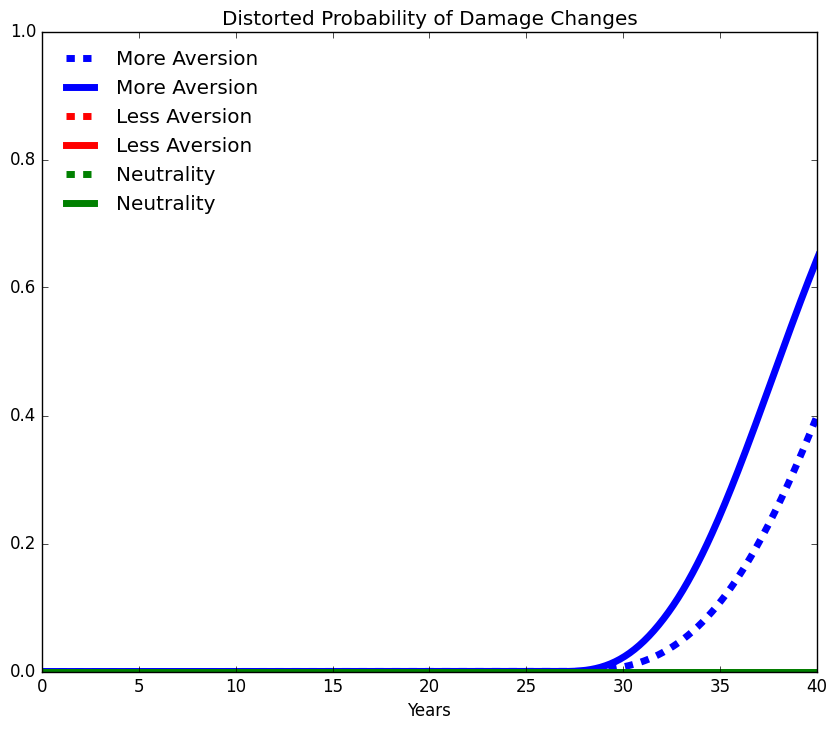 Distorted Probability of Damage Changes
1.0
0.8
0.6
0.4
0.2
0.0
More Aversion
More Aversion
Less Aversion
Less Aversion
Neutrality
Neutrality
0 5 10 15 20 25 30 35 40
Years